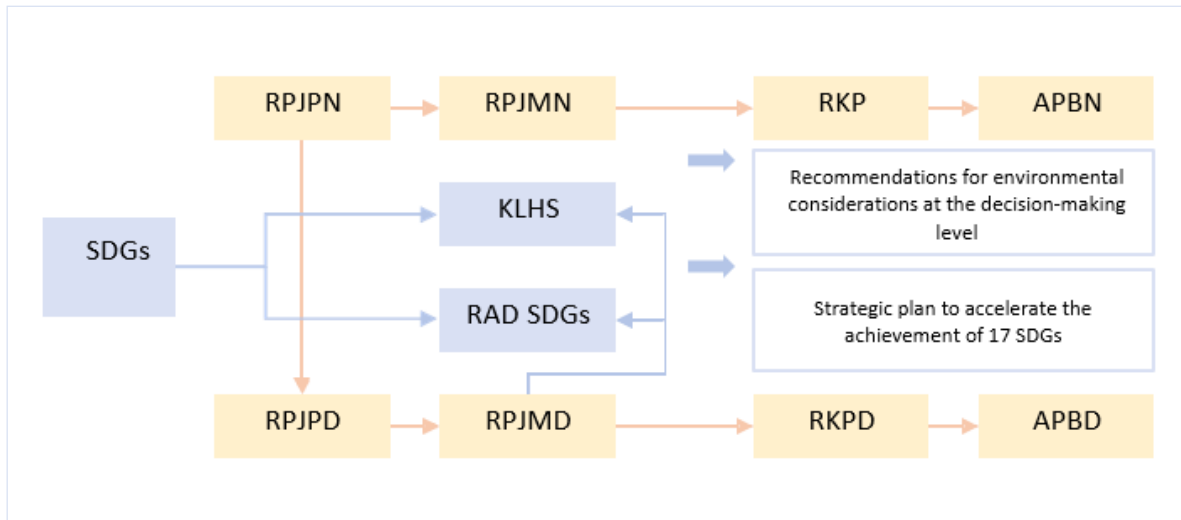 RPJPN
RPJMN
RKP
APBN
Recommendations for environmental
considerations at the decision-making
level
KLHS
SDGs
RAD SDGs
Strategic plan to accelerate the
achievement of 17 SDGs
RPJPD
RPJMD
RKPD
APBD